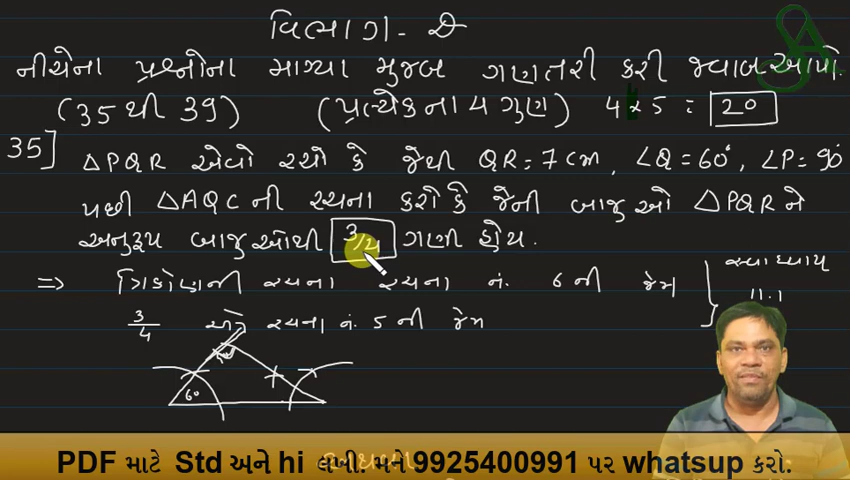 વિભાગ - D
નીચેના પ્રશ્નોના માગ્યા મુજબ ગણતરી કરી જવાબ આપો.
(35 થી 39) (પ્રત્યેકના 4 ગુણ) 4 x 5 = 20
35] △PQR એવો રચો કે જેથી QR = 7 cm, ∠Q = 60°, ∠P = 90°
પછી △AQC ની રચના કરો કે જેની બાજુઓ △PQR ને
અનુરૂપ બાજુઓથી 3/4 ગણી હોય.
⇒ ત્રિકોણની રચના રચના નં. 6 ની જેમ સ્વાધ્યાય
3/4 અને રચના નં. 5 ની જેમ 11.1
60
PDF માટે Std અને hi લખી. મને 9925400991 પર whatsup કરો.